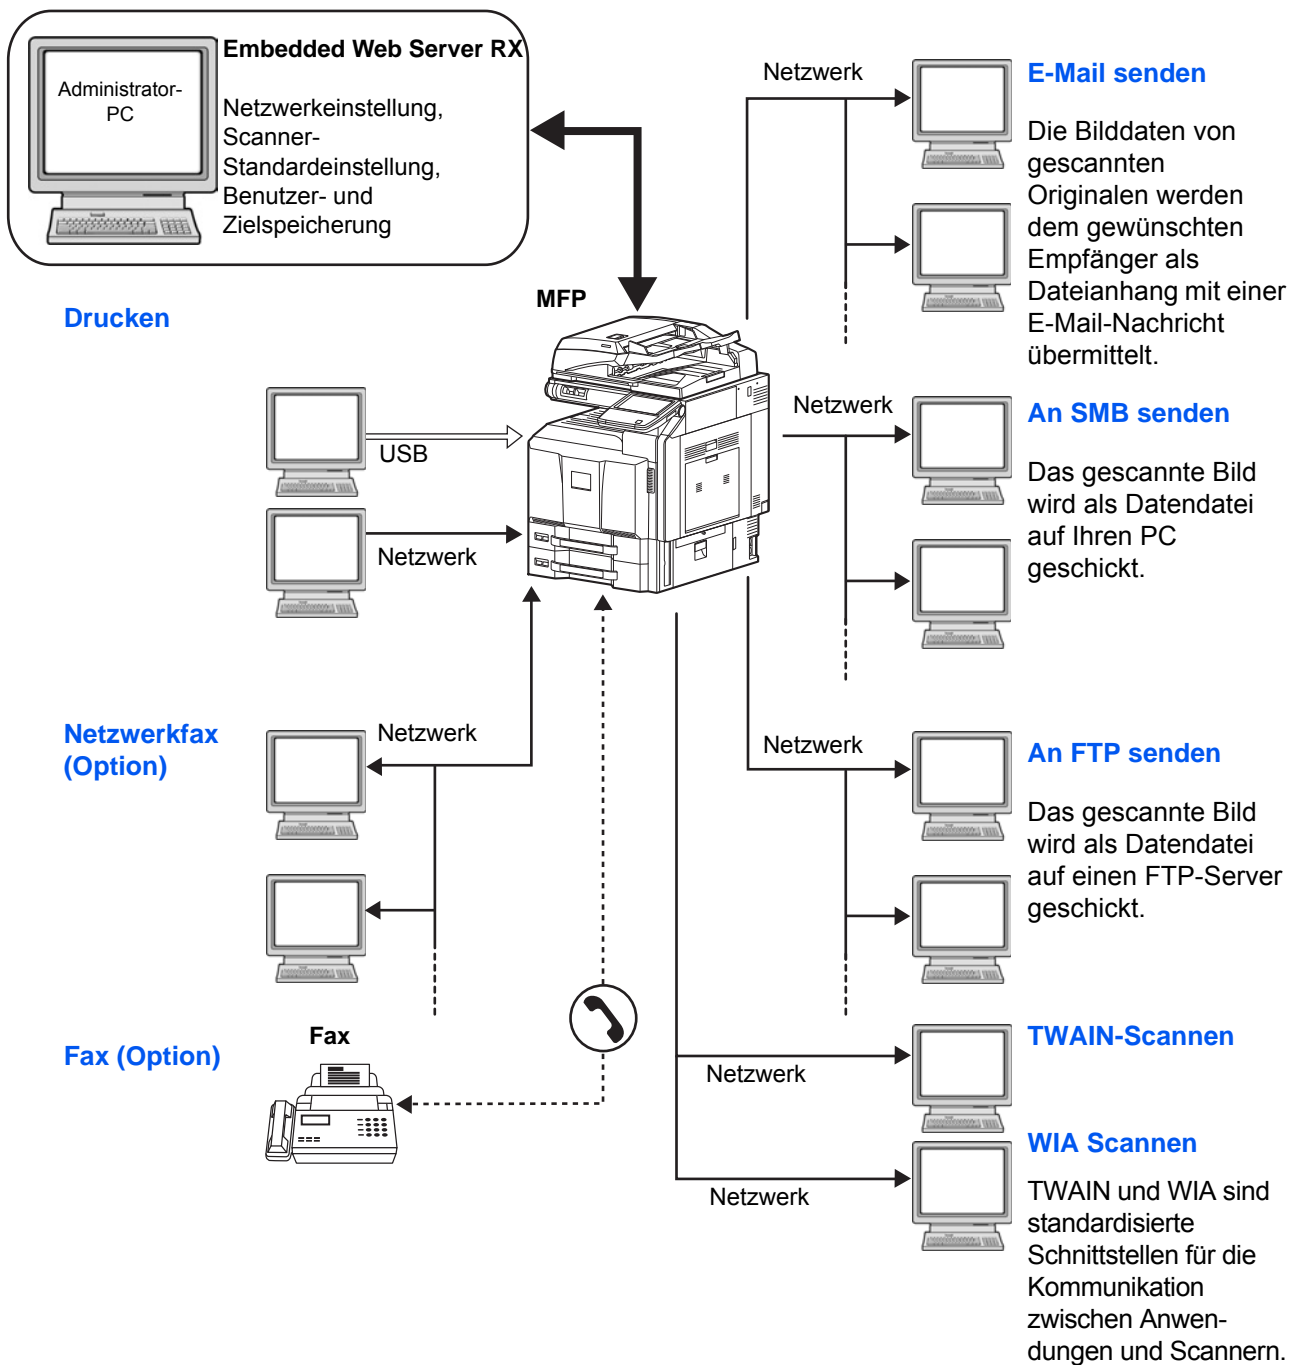 Embedded Web Server RX
Administrator-
PC
Netzwerkeinstellung,
Scanner-
Standardeinstellung,
Benutzer- und
Zielspeicherung
Netzwerk
E-Mail senden
Die Bilddaten von
gescannten
Originalen werden
dem gewünschten
Empfänger als
Dateianhang mit einer
E-Mail-Nachricht
übermittelt.
MFP
Drucken
USB
Netzwerk
Netzwerk
An SMB senden
Das gescannte Bild
wird als Datendatei
auf Ihren PC
geschickt.
Netzwerkfax
(Option)
Netzwerk
Netzwerk
An FTP senden
Das gescannte Bild
wird als Datendatei
auf einen FTP-Server
geschickt.
Fax (Option)
Fax
Netzwerk
TWAIN-Scannen
Netzwerk
WIA Scannen
TWAIN und WIA sind
standardisierte
Schnittstellen für die
Kommunikation
zwischen Anwen-
dungen und Scannern.